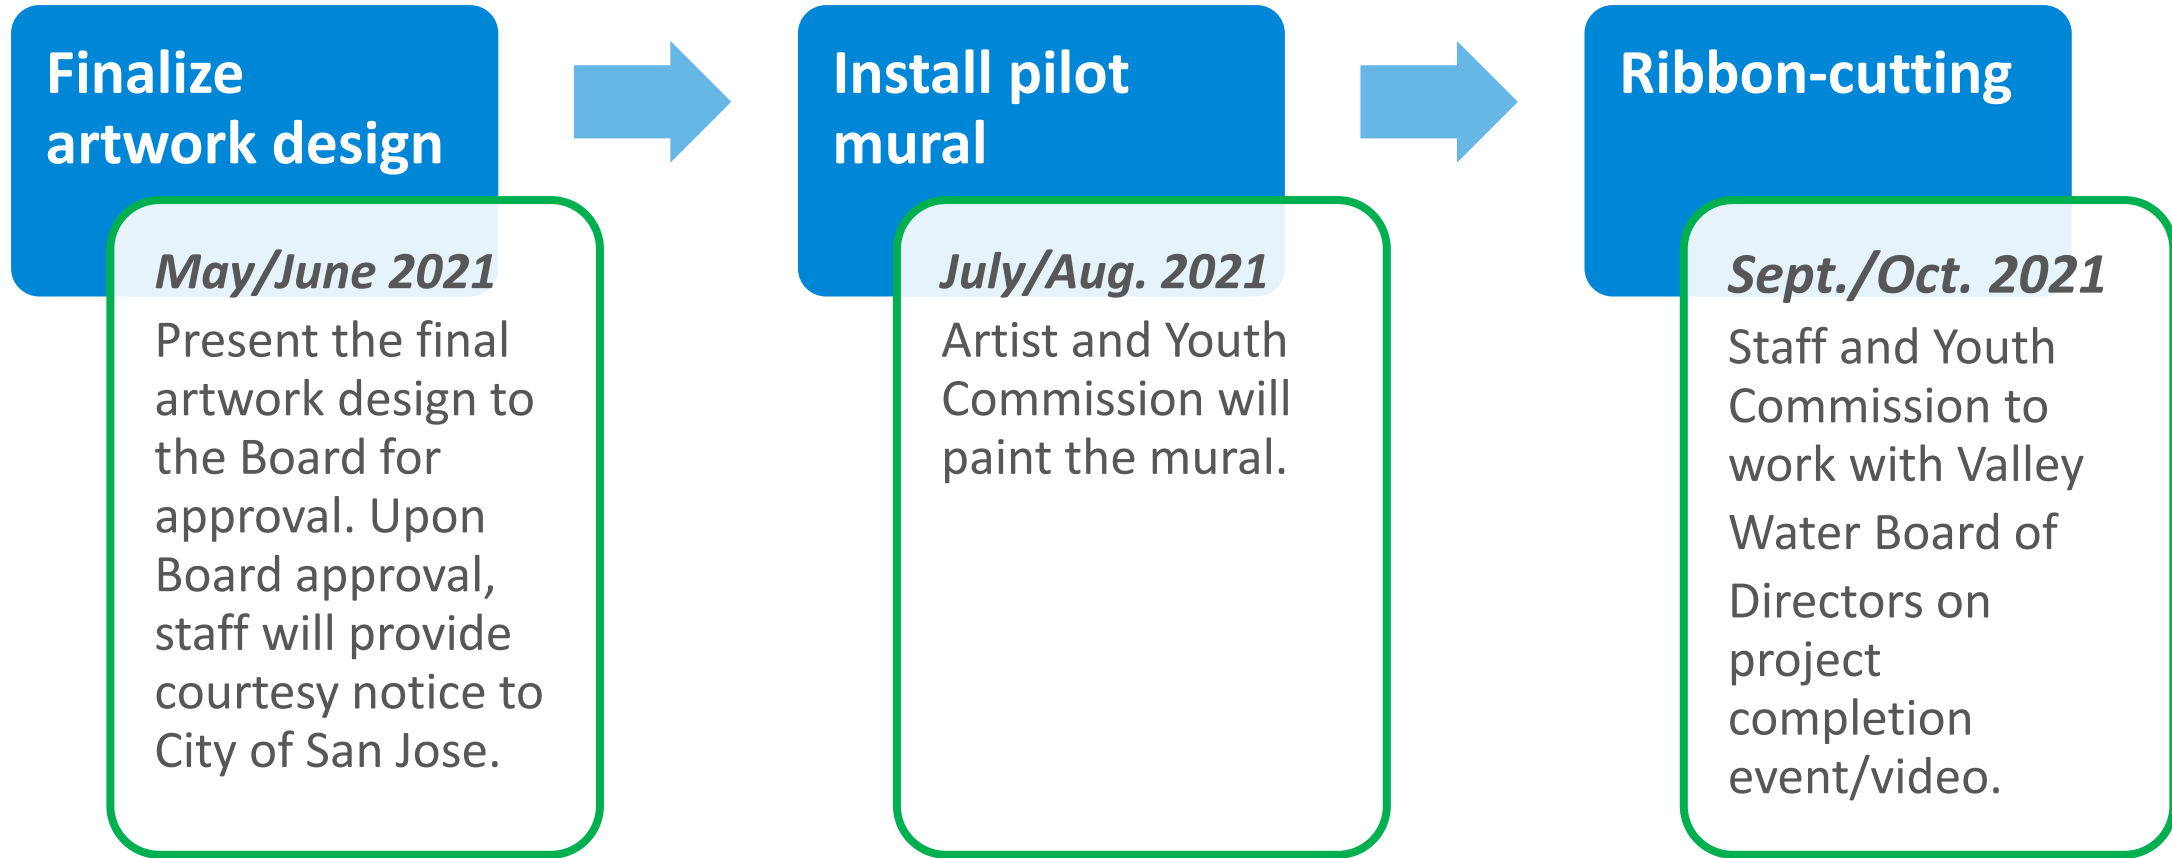 Finalize
artwork design
May/June 2021
Present the final
artwork design to
the Board for
approval. Upon
Board approval,
staff will provide
courtesy notice to
City of San Jose.
Install pilot
mural
July/Aug. 2021
Artist and Youth
Commission will
paint the mural.
Ribbon-cutting
Sept./Oct. 2021
Staff and Youth
Commission to
work with Valley
Water Board of
Directors on
project
completion
event/video.